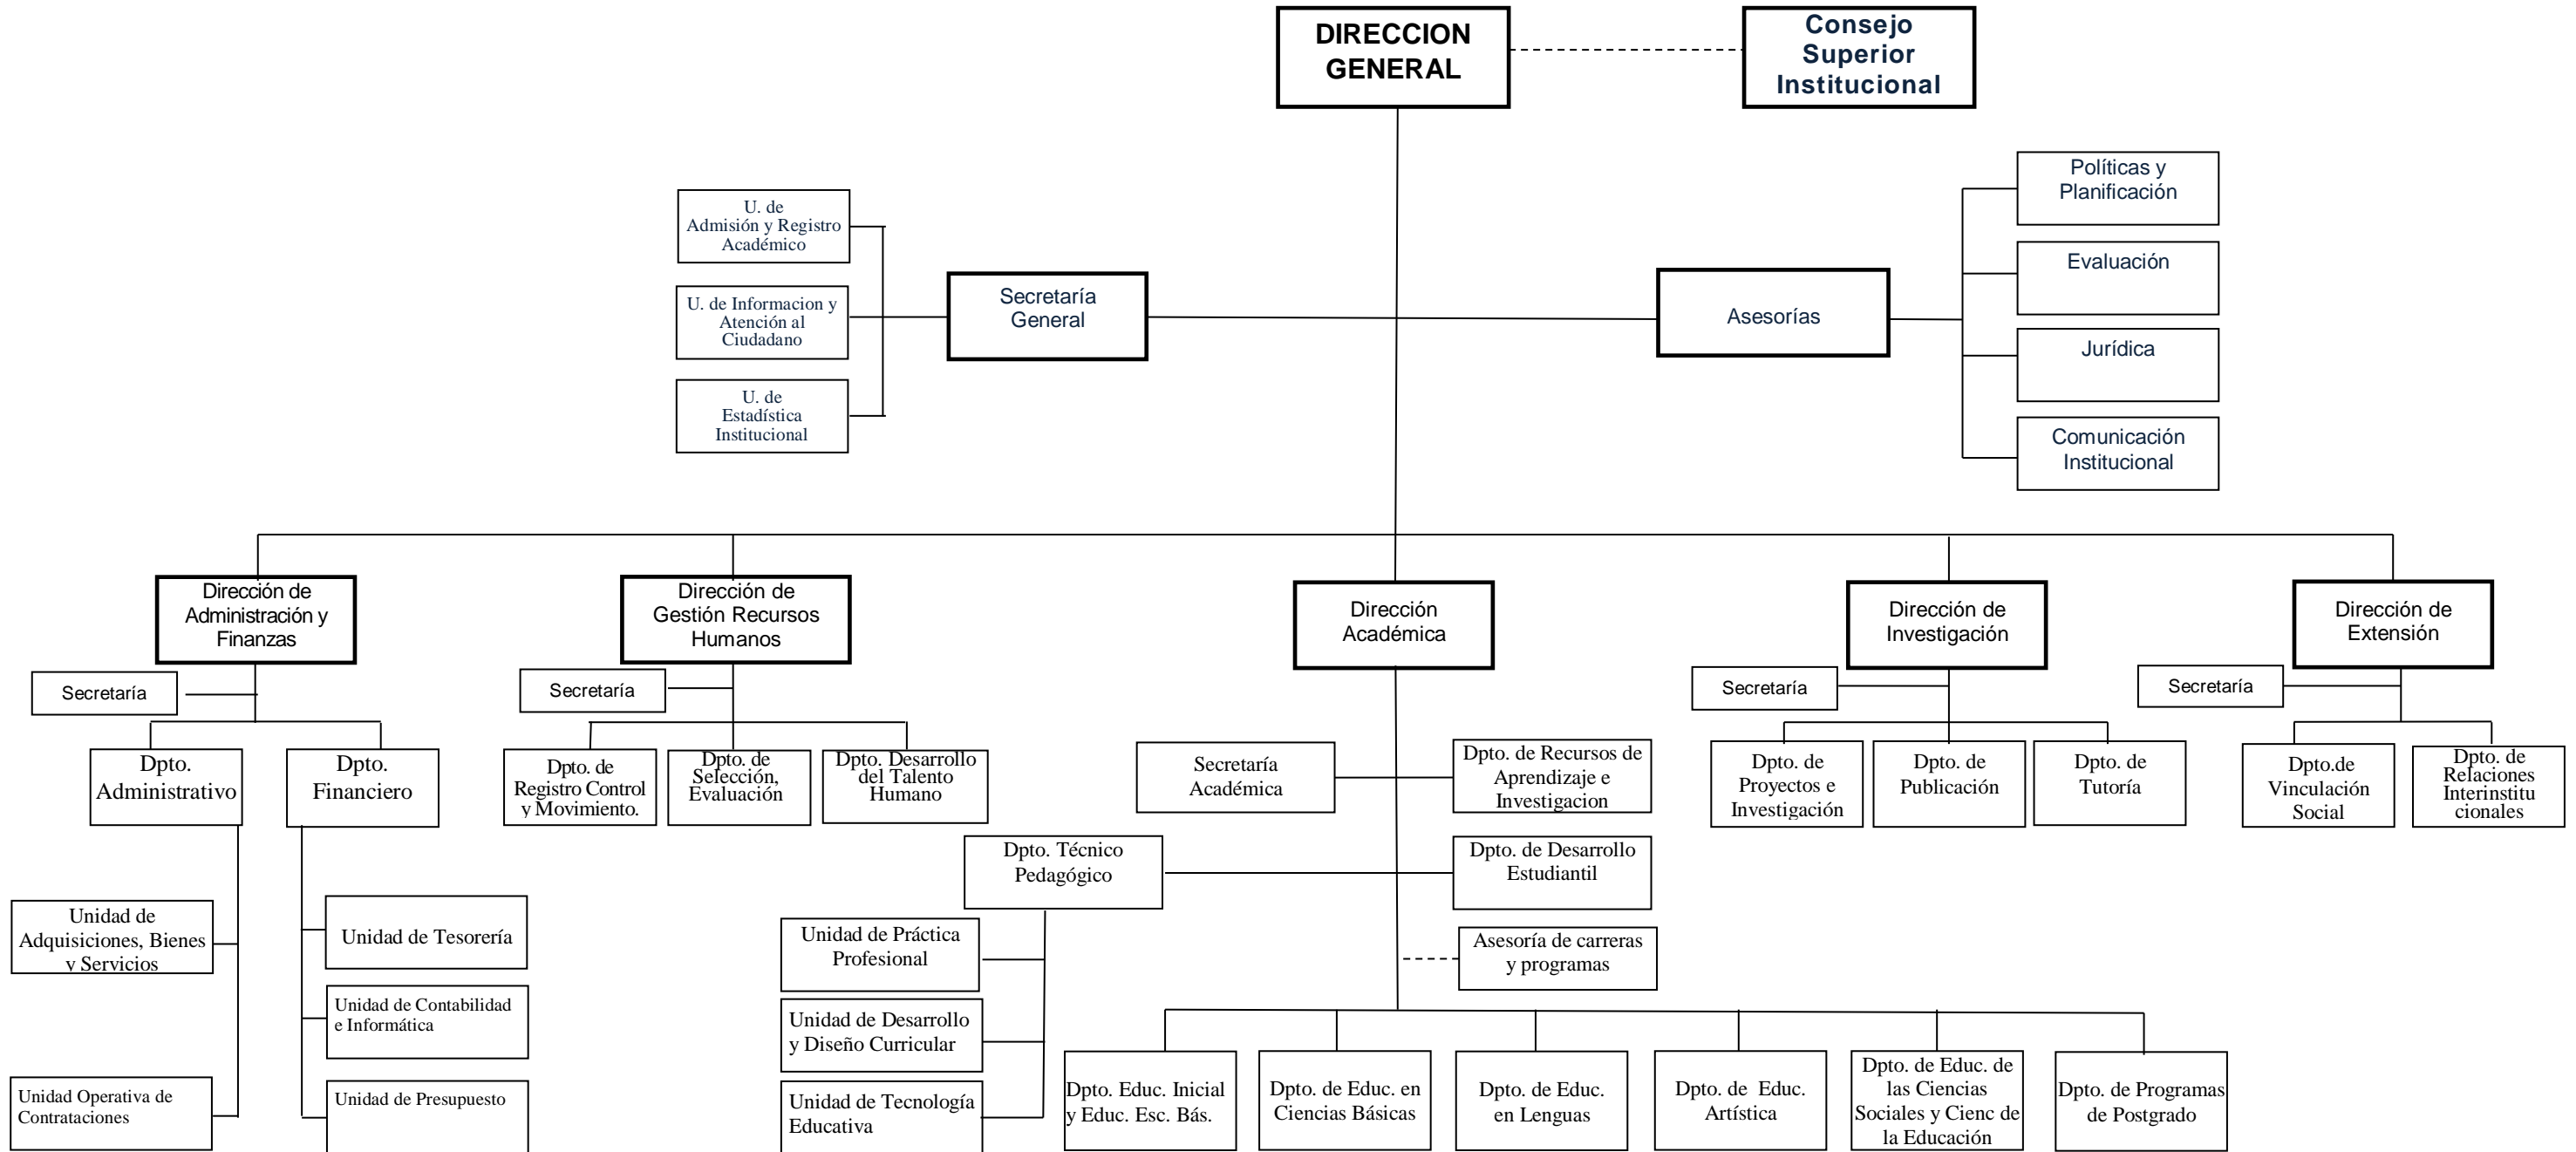 DIRECCION
GENERAL
Consejo
Superior
Institucional
Políticas y
Planificación
U. de
Admisión y Registro
Académico
Evaluación
U. de Informacion y
Atención al
Ciudadano
Secretaría
General
Asesorías
Jurídica
U. de
Estadística
Institucional
Comunicación
Institucional
Dirección de
Administración y
Finanzas
Dirección de
Gestión Recursos
Humanos
Dirección
Académica
Dirección de
Investigación
Dirección de
Extensión
Secretaría
Secretaría
Secretaría
Secretaría
Dpto.
Administrativo
Dpto.
Financiero
Dpto. de
Registro Control
y Movimiento.
Dpto. de
Selección,
Evaluación
Dpto. Desarrollo
del Talento
Humano
Secretaría
Académica
Dpto. de Recursos de
Aprendizaje e
Investigacion
Dpto. de
Proyectos e
Investigación
Dpto. de
Publicación
Dpto. de
Tutoría
Dpto.de
Vinculación
Social
Dpto. de
Relaciones
Interinstitu
cionales
Dpto. Técnico
Pedagógico
Dpto. de Desarrollo
Estudiantil
Unidad de
Adquisiciones, Bienes
y Servicios
Unidad de Tesorería
Unidad de Práctica
Profesional
Asesoría de carreras
y programas
Unidad de Contabilidad
e Informática
Unidad de Desarrollo
y Diseño Curricular
Unidad Operativa de
Contrataciones
Unidad de Presupuesto
Unidad de Tecnología
Educativa
Dpto. Educ. Inicial
y Educ. Esc. Bás.
Dpto. de Educ. en
Ciencias Básicas
Dpto. de Educ.
en Lenguas
Dpto. de Educ.
Artística
Dpto. de Educ. de
las Ciencias
Sociales y Cienc de
la Educación
Dpto. de Programas
de Postgrado